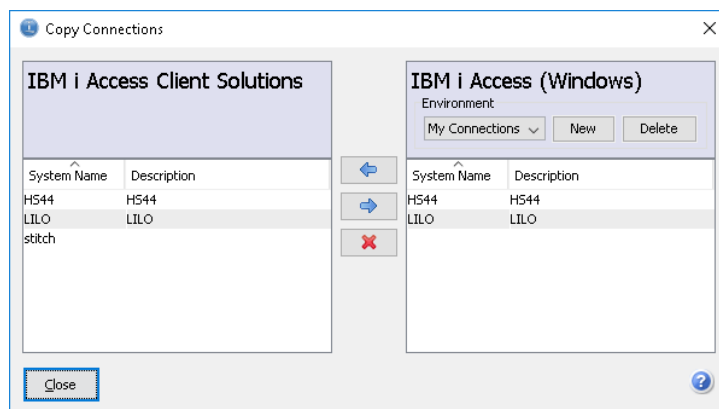 Copy Connections
IBM i Access Client Solutions
System Name Description
HS44 HS44
LILO LILO
stitch
IBM i Access (Windows)
Environment
My Connections New Delete
System Name Description
HS44 HS44
LILO LILO
Close
?